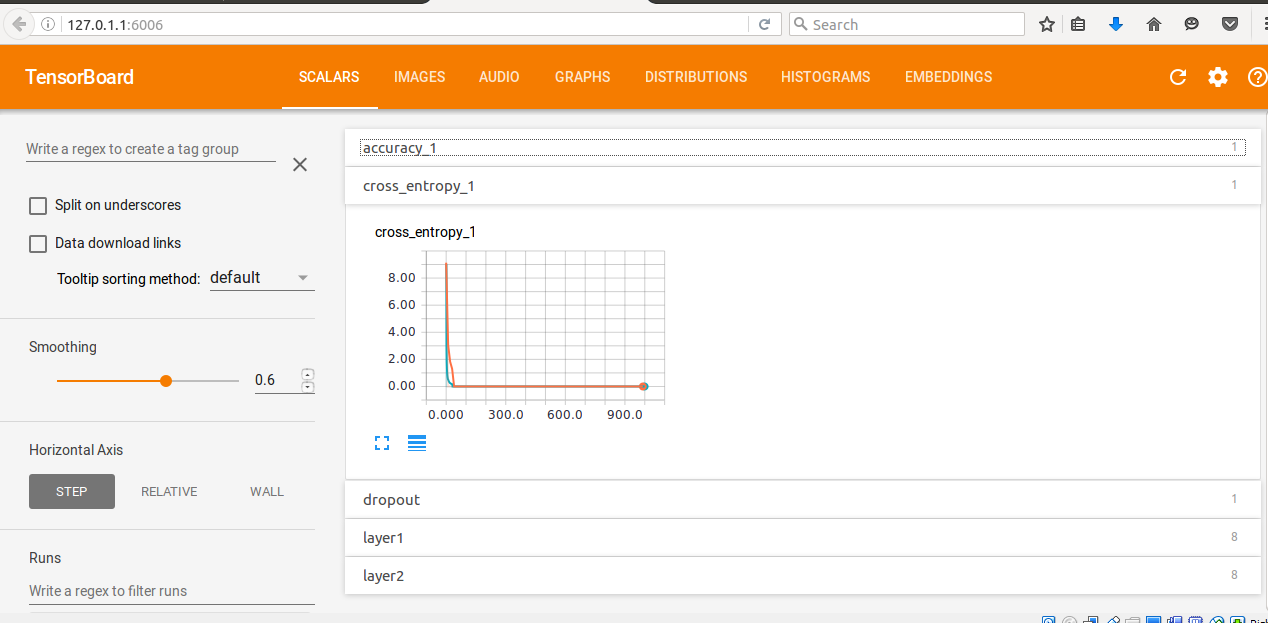 127.0.1.1:6006
Search
TensorBoard
SCALARS IMAGES AUDIO GRAPHS DISTRIBUTIONS HISTOGRAMS EMBEDDINGS
Write a regex to create a tag group
Split on underscores
Data download links
Tooltip sorting method: default
Smoothing
0.6
Horizontal Axis
STEP RELATIVE WALL
Runs
Write a regex to filter runs
accuracy_1 1
cross_entropy_1 1
cross_entropy_1
8.00
6.00
4.00
2.00
0.00
0.000 300.0 600.0 900.0
dropout 1
layer1 8
layer2 8